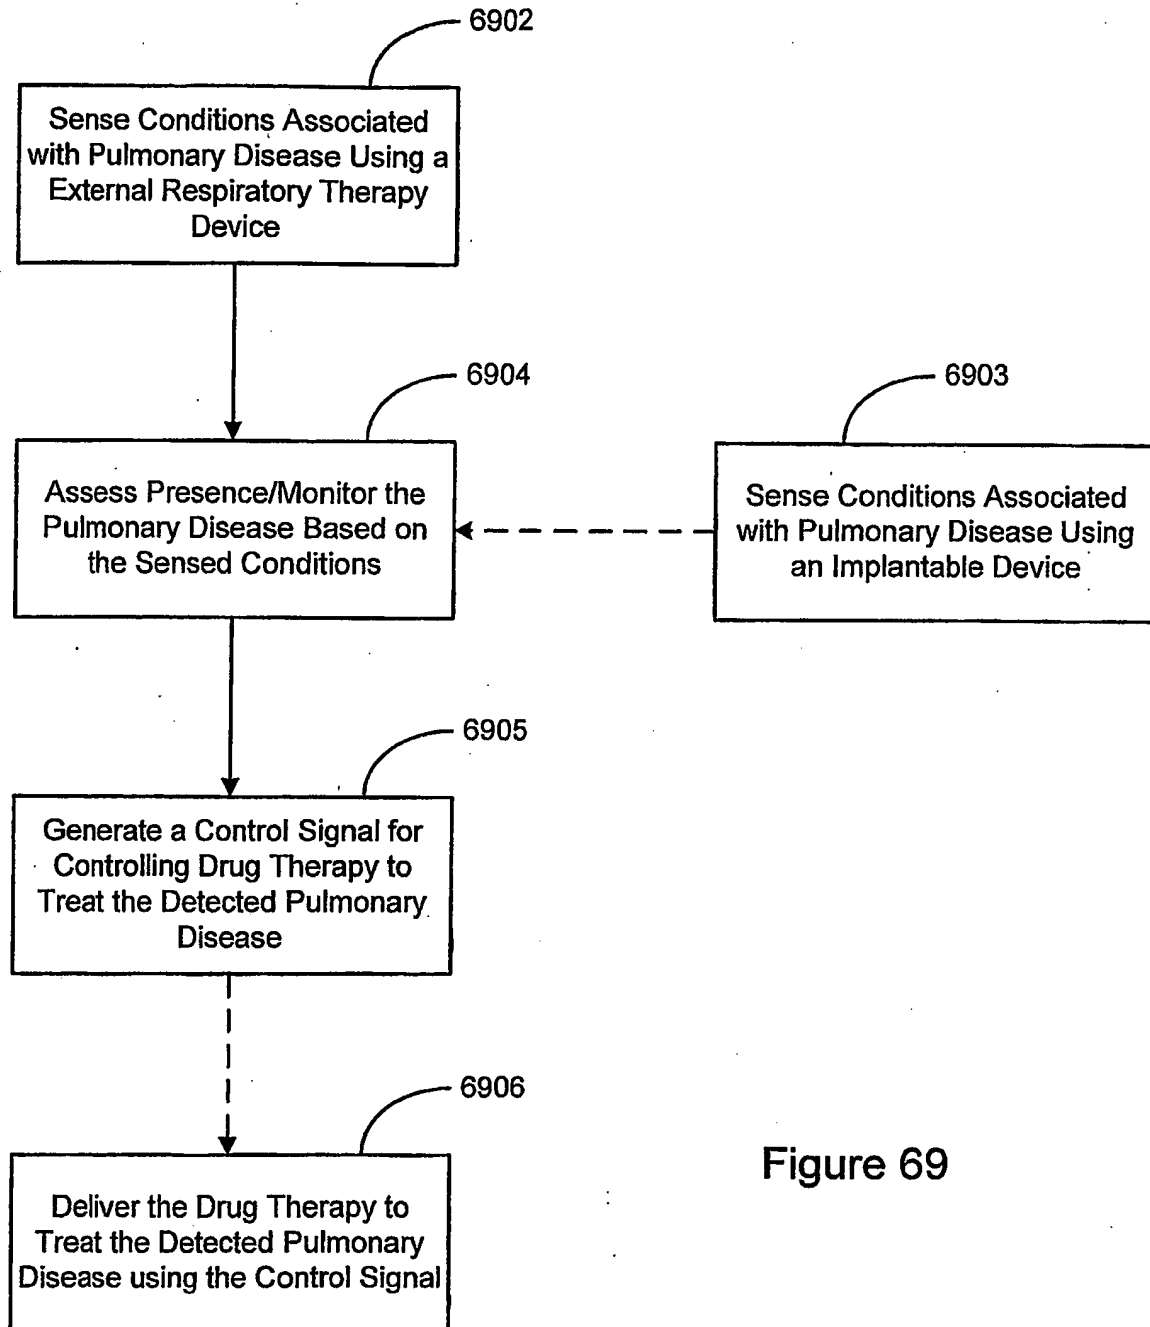 6902
Sense Conditions Associated
with Pulmonary Disease Using a
External Respiratory Therapy
Device
6904
Assess Presence/Monitor the
Pulmonary Disease Based on
the Sensed Conditions
6903
Sense Conditions Associated
with Pulmonary Disease Using
an Implantable Device
6905
Generate a Control Signal for
Controlling Drug Therapy to
Treat the Detected Pulmonary
Disease
6906
Deliver the Drug Therapy to
Treat the Detected Pulmonary
Disease using the Control Signal
Figure 69